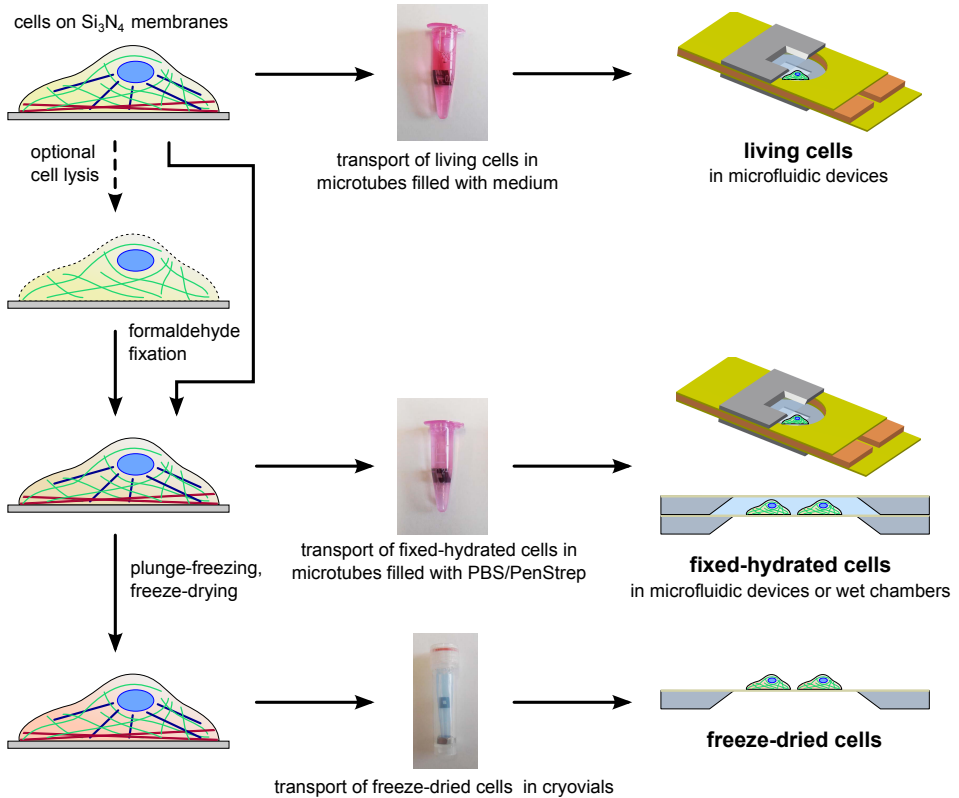 cells on Si₃N₄ membranes
transport of living cells in
microtubes filled with medium
living cells
in microfluidic devices
optional
cell lysis
formaldehyde
fixation
transport of fixed-hydrated cells in
microtubes filled with PBS/PenStrep
fixed-hydrated cells
in microfluidic devices or wet chambers
plunge-freezing,
freeze-drying
transport of freeze-dried cells in cryovials
freeze-dried cells